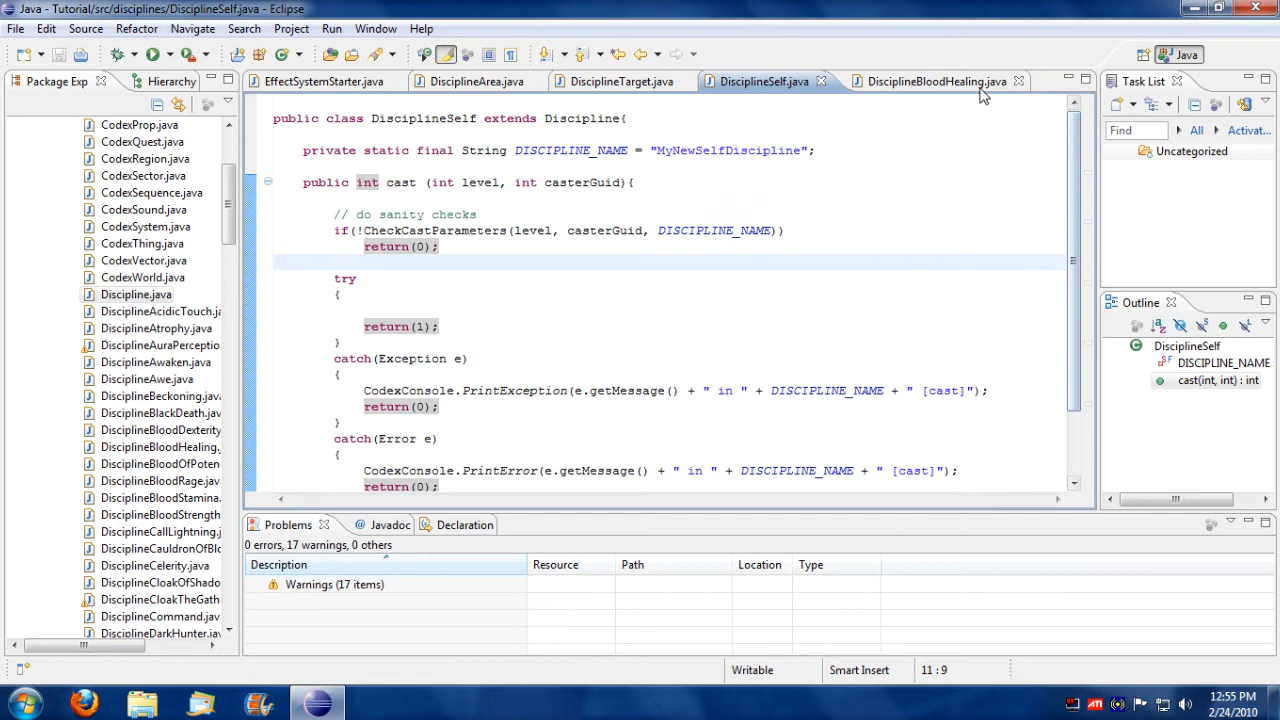 Java - Tutorial/src/disciplines/DisciplineSelf.java - Eclipse
File Edit Source Refactor Navigate Search Project Run Window Help
Java
Package Exp Hierarchy
EffectSystemStarter.java DisciplineArea.java DisciplineTarget.java DisciplineSelf.java DisciplineBloodHealing.java
Task List
Find All Activat...
Uncategorized
CodexProp.java
CodexQuest.java
CodexRegion.java
CodexSector.java
CodexSequence.java
CodexSound.java
CodexSystem.java
CodexThing.java
CodexVector.java
CodexWorld.java
Discipline.java
DisciplineAcidicTouch.ja
DisciplineAtrophy.java
DisciplineAuraPerceptio
DisciplineAwaken.java
DisciplineAwe.java
DisciplineBeckoning.java
DisciplineBlackDeath.jav
DisciplineBloodDexterity
DisciplineBloodHealing.
DisciplineBloodOfPoten
DisciplineBloodRage.java
DisciplineBloodStamina.
DisciplineBloodStrength
DisciplineCallLightning.j
DisciplineCauldronOfBlo
DisciplineCelerity.java
DisciplineCloakOfShado
DisciplineCloakTheGath
DisciplineCommand.java
DisciplineDarkHunter.jav
public class DisciplineSelf extends Discipline{
private static final String DISCIPLINE_NAME = "MyNewSelfDiscipline";
public int cast (int level, int casterGuid){
// do sanity checks
if(!CheckCastParameters(level, casterGuid, DISCIPLINE_NAME))
return(0);
try
{
return(1);
}
catch(Exception e)
{
CodexConsole.PrintException(e.getMessage() + " in " + DISCIPLINE_NAME + " [cast]");
return(0);
}
catch(Error e)
{
CodexConsole.PrintError(e.getMessage() + " in " + DISCIPLINE_NAME + " [cast]");
return(0);
Outline
DisciplineSelf
DISCIPLINE_NAME
cast(int, int) : int
Problems @ Javadoc Declaration
0 errors, 17 warnings, 0 others
Description Resource Path Location Type
Warnings (17 items)
Writable Smart Insert 11 : 9
ATI
12:55 PM
2/24/2010